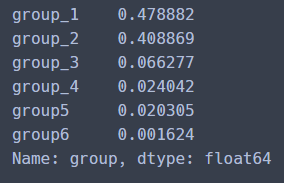 group_1    0.478882
group_2    0.408869
group_3    0.066277
group_4    0.024042
group5     0.020305
group6     0.001624
Name: group, dtype: float64